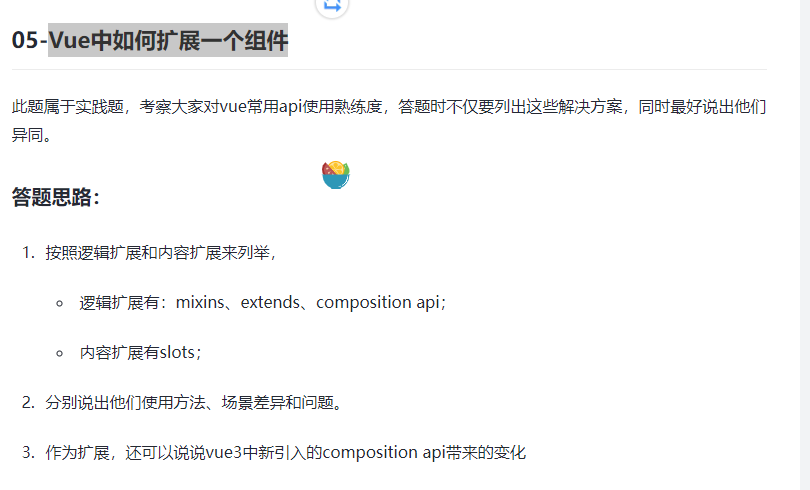 05-Vue中如何扩展一个组件
此题属于实践题，考察大家对vue常用api使用熟练度，答题时不仅要列出这些解决方案，同时最好说出他们
异同。
答题思路：
1. 按照逻辑扩展和内容扩展来列举，
逻辑扩展有：mixins、extends、composition api；
内容扩展有slots；
2. 分别说出他们使用方法、场景差异和问题。
3. 作为扩展，还可以说说vue3中新引入的composition api带来的变化